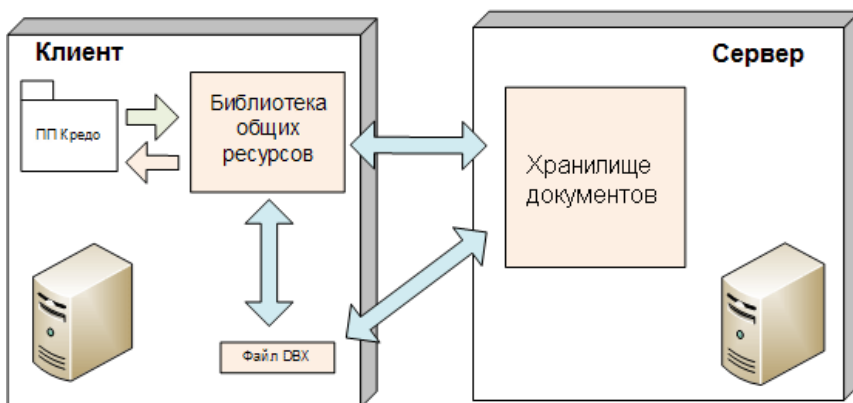 Клиент
Сервер
ПП Кредо
Библиотека
общих
ресурсов
Хранилище
документов
Файл DBX